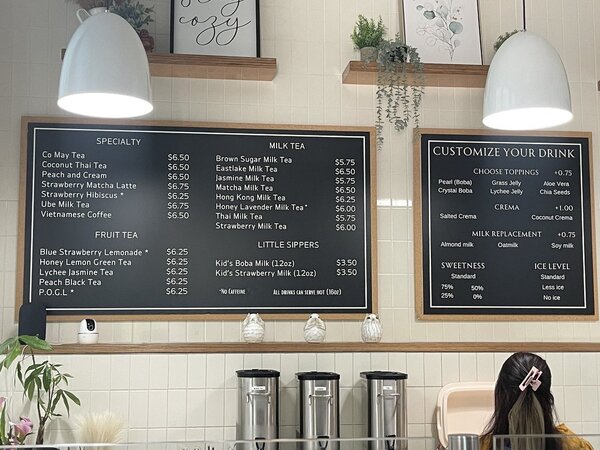 stay
cozy
SPECIALTY
Co May Tea $6.50
Coconut Thai Tea $6.50
Peach and Cream $6.50
Strawberry Matcha Latte $6.75
Strawberry Hibiscus * $6.25
Ube Milk Tea $6.75
Vietnamese Coffee $6.50
FRUIT TEA
Blue Strawberry Lemonade * $6.25
Honey Lemon Green Tea $6.25
Lychee Jasmine Tea $6.25
Peach Black Tea $6.25
P.O.G.L * $6.25
MILK TEA
Brown Sugar Milk Tea $5.75
Eastlake Milk Tea $6.50
Jasmine Milk Tea $5.75
Matcha Milk Tea $6.50
Hong Kong Milk Tea $6.25
Honey Lavender Milk Tea * $6.00
Thai Milk Tea $5.75
Strawberry Milk Tea $6.00
LITTLE SIPPERS
Kid's Boba Milk (12oz) $3.50
Kid's Strawberry Milk (12oz) $3.50
*No Caffeine All drinks can serve hot (16oz)
CUSTOMIZE YOUR DRINK
CHOOSE TOPPINGS +0.75
Pearl (Boba) Grass Jelly Aloe Vera
Crystal Boba Lychee Jelly Chia Seeds
CREMA +1.00
Salted Crema Coconut Crema
MILK REPLACEMENT +0.75
Almond milk Oatmilk Soy milk
SWEETNESS ICE LEVEL
Standard Standard
75% 50% Less ice
25% 0% No ice